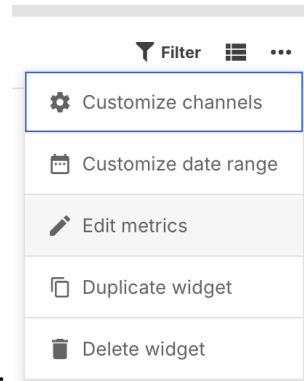 Filter
Customize channels
Customize date range
Edit metrics
Duplicate widget
Delete widget